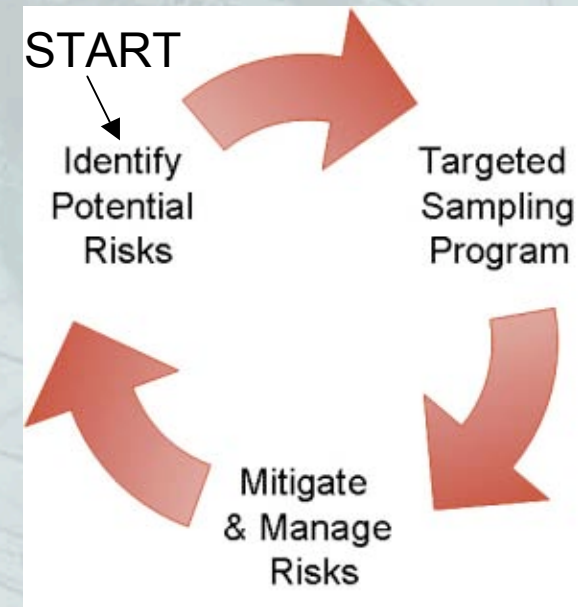 START
Identify
Potential
Risks
Targeted
Sampling
Program
Mitigate
& Manage
Risks